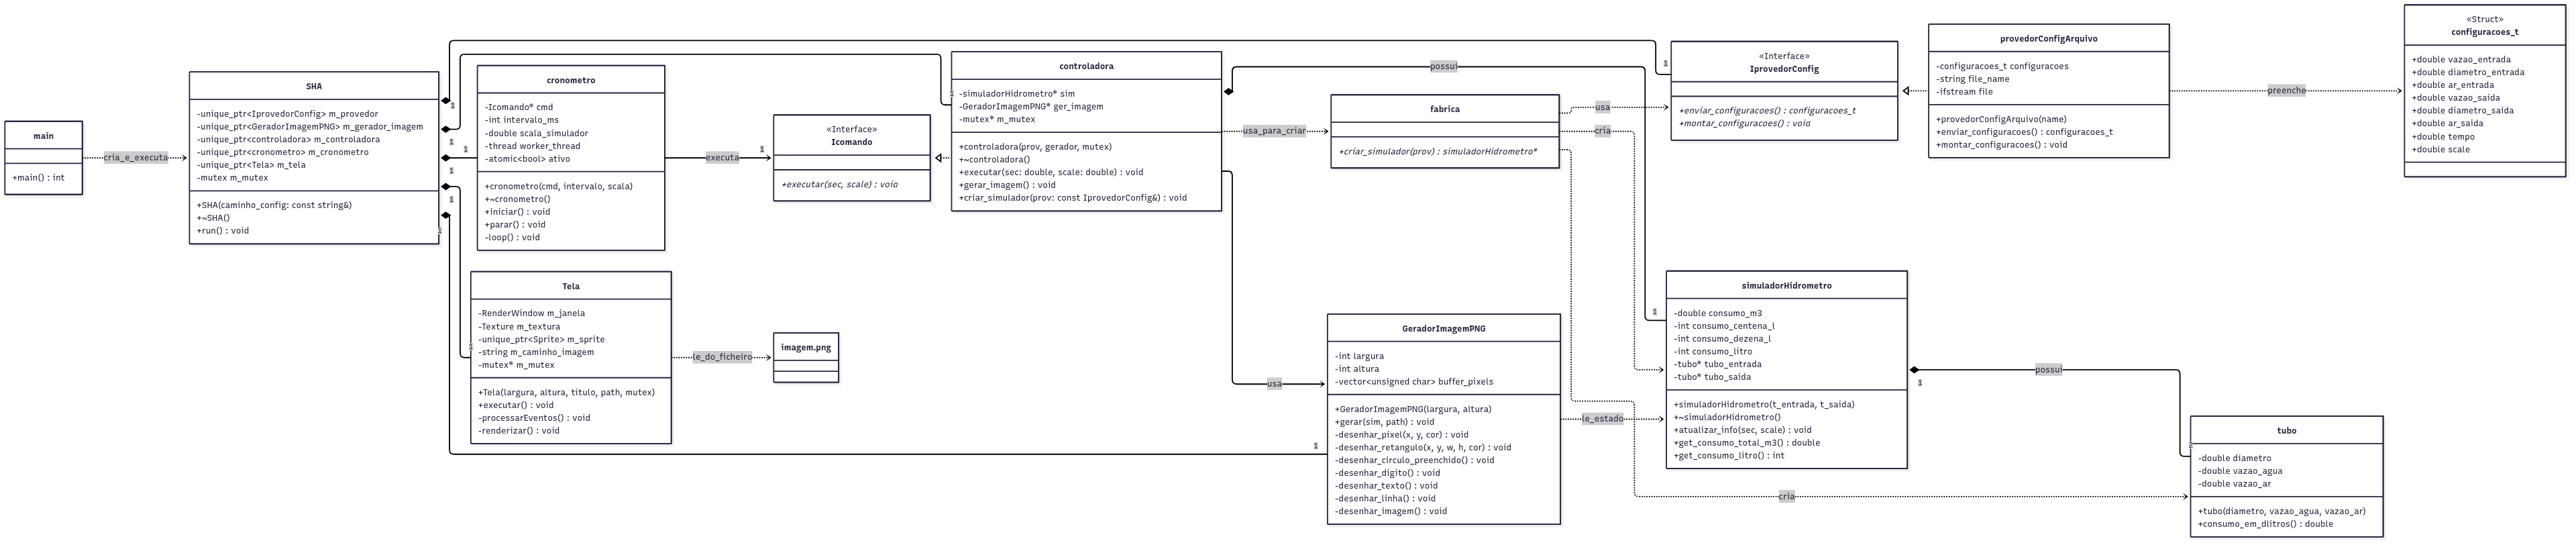 main
+main() : int
cria_e_executa
SHA
-unique_ptr<IprovedorConfig> m_provedor
-unique_ptr<GeradorImagemPNG> m_gerador_imagem
-unique_ptr<controladora> m_controladora
-unique_ptr<cronometro> m_cronometro
-unique_ptr<Tela> m_tela
-mutex m_mutex
+SHA(caminho_config: const string&)
+~SHA()
+run() : void
1
1
1
1
1
1
cronometro
-Icomando* cmd
-int intervalo_ms
-double scala_simulador
-thread worker_thread
-atomic<bool> ativo
+cronometro(cmd, intervalo, scala)
+~cronometro()
+iniciar() : void
+parar() : void
-loop() : void
executa
1
Tela
-RenderWindow m_janela
-Texture m_textura
-unique_ptr<Sprite> m_sprite
-string m_caminho_imagem
-mutex* m_mutex
+Tela(largura, altura, titulo, path, mutex)
+executar() : void
-processarEventos() : void
-renderizar() : void
1
le_do_ficheiro
imagem.png
«Interface»
Icomando
+executar(sec, scale) : void
1
controladora
-simuladorHidrometro* sim
-GeradorImagemPNG* ger_imagem
-mutex* m_mutex
+controladora(prov, gerador, mutex)
+~controladora()
+executar(sec: double, scale: double) : void
+gerar_imagem() : void
+criar_simulador(prov: const IprovedorConfig&) : void
usa_para_criar
possui
usa
fabrica
+criar_simulador(prov) : simuladorHidrometro*
usa
cria
GeradorImagemPNG
-int largura
-int altura
-vector<unsigned char> buffer_pixels
+GeradorImagemPNG(largura, altura)
+gerar(sim, path) : void
-desenhar_pixel(x, y, cor) : void
-desenhar_retangulo(x, y, w, h, cor) : void
-desenhar_circulo_preenchido() : void
-desenhar_digito() : void
-desenhar_texto() : void
-desenhar_linha() : void
-desenhar_imagem() : void
1
le_estado
1
«Interface»
IprovedorConfig
+enviar_configuracoes() : configuracoes_t
+montar_configuracoes() : void
provedorConfigArquivo
-configuracoes_t configuracoes
-string file_name
-ifstream file
+provedorConfigArquivo(name)
+enviar_configuracoes() : configuracoes_t
+montar_configuracoes() : void
preenche
«Struct»
configuracoes_t
+double vazao_entrada
+double diametro_entrada
+double ar_entrada
+double vazao_saida
+double diametro_saida
+double ar_saida
+double tempo
+double scale
1
simuladorHidrometro
-double consumo_m3
-int consumo_centena_l
-int consumo_dezena_l
-int consumo_litro
-tubo* tubo_entrada
-tubo* tubo_saida
+simuladorHidrometro(t_entrada, t_saida)
+~simuladorHidrometro()
+atualizar_info(sec, scale) : void
+get_consumo_total_m3() : double
+get_consumo_litro() : int
1
possui
cria
tubo
-double diametro
-double vazao_agua
-double vazao_ar
+tubo(diametro, vazao_agua, vazao_ar)
+consumo_em_dlitros() : double